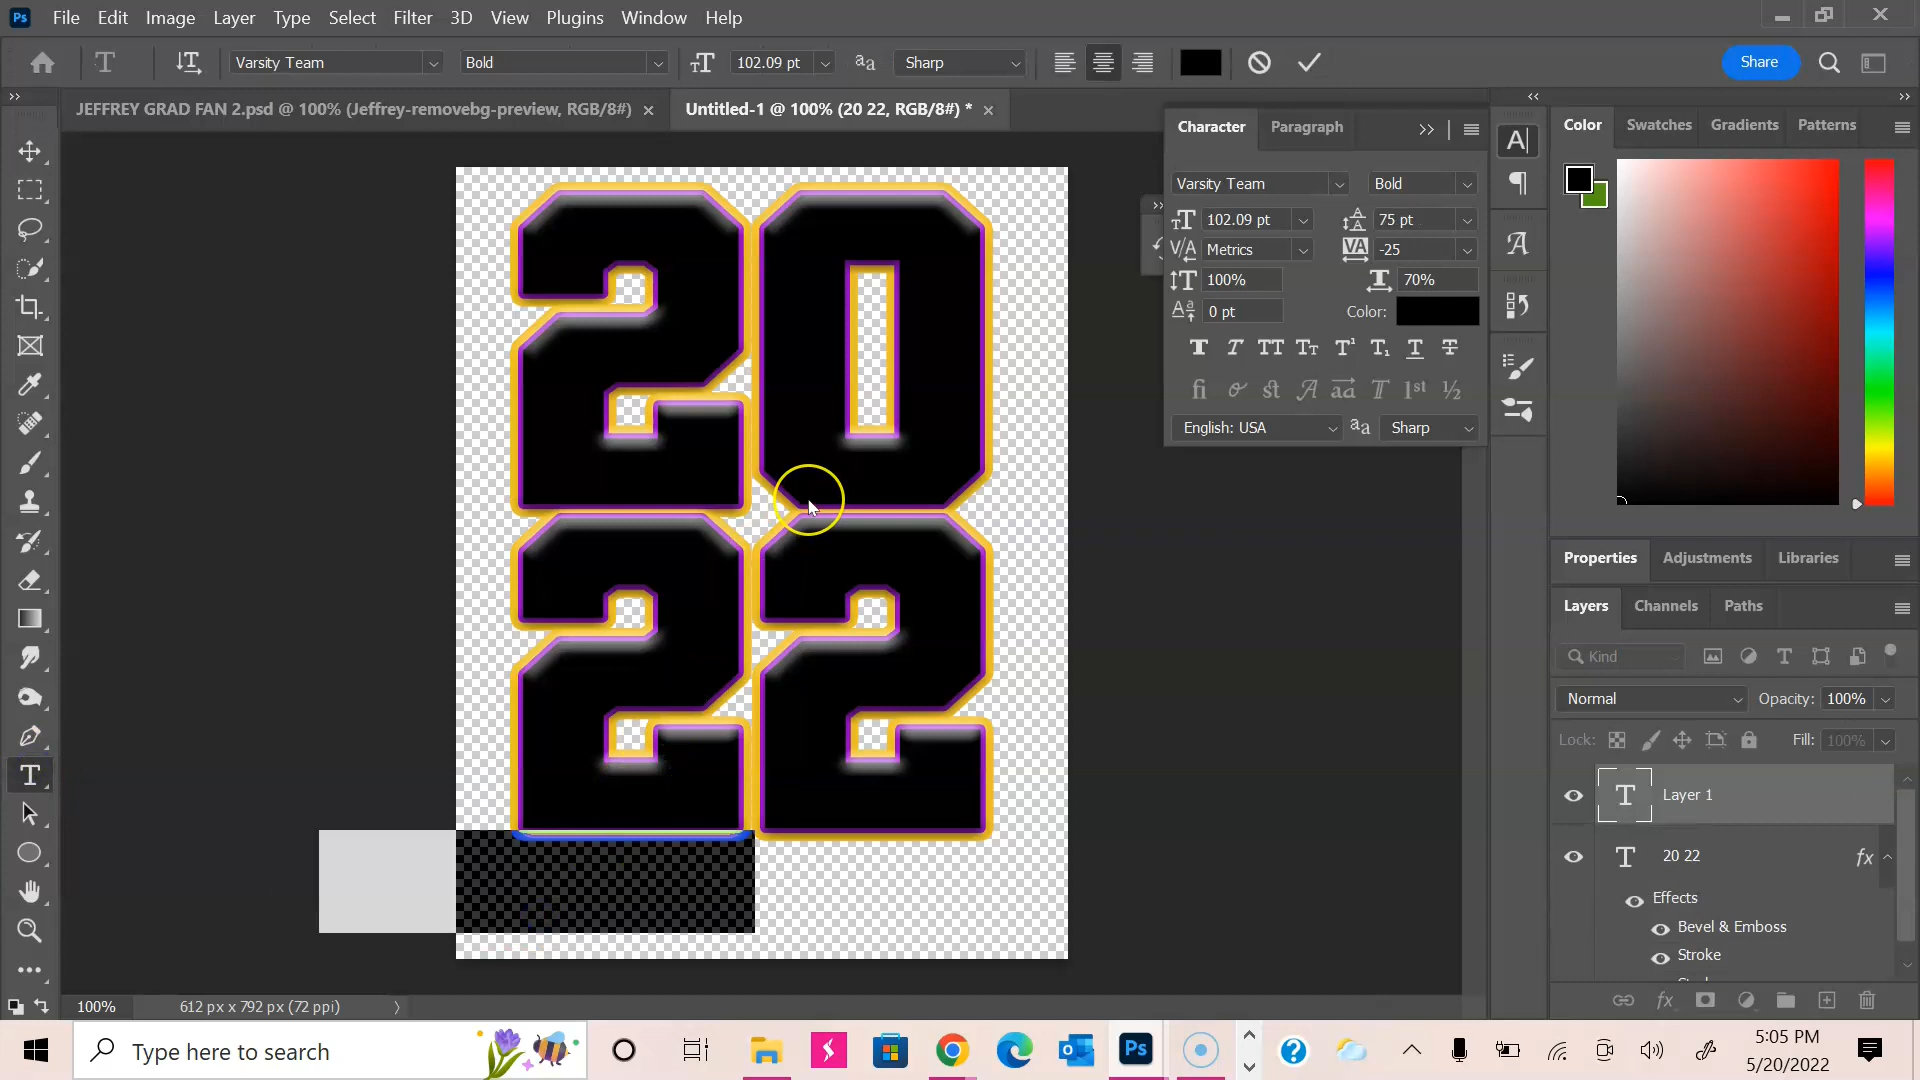 Ps File Edit Image Layer Type Select Filter 3D View Plugins Window Help
T Varsity Team Bold 102.09 pt aa Sharp Share
JEFFREY GRAD FAN 2.psd @ 100% (Jeffrey-removebg-preview, RGB/8#) × Untitled-1 @ 100% (20 22, RGB/8#) * ×
Character Paragraph
Varsity Team Bold
102.09 pt 75 pt
Metrics -25
100% 70%
0 pt Color:
English: USA aa Sharp
Color Swatches Gradients Patterns
20
22
Properties Adjustments Libraries
Layers Channels Paths
Kind
Normal Opacity: 100%
Lock: Fill: 100%
Layer 1
20 22 fx
Effects
Bevel & Emboss
Stroke
100% 612 px x 792 px (72 ppi)
Type here to search
5:05 PM
5/20/2022